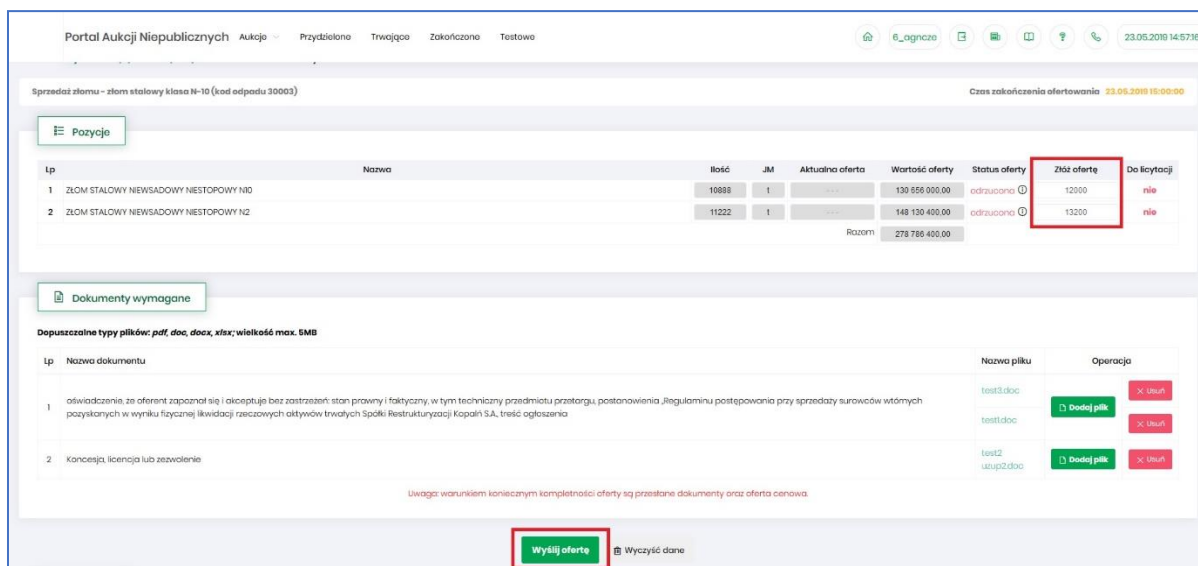 Portal Aukcji Niepublicznych Aukcje Przydzielone Trwające Zakończone Testowe 6_agncze 23.05.2019 14:57:16
Sprzedaż złomu - złom stalowy klasa N-10 (kod odpadu 30003) Czas zakończenia ofertowania 23.05.2019 15:00:00
Pozycje
Lp Nazwa Ilość JM Aktualna oferta Wartość oferty Status oferty Złóż ofertę Do licytacji
1 ZŁOM STALOWY NIEWSADOWY NIESTOPOWY N10 10888 t --- 130 656 000,00 odrzucona 12000 nie
2 ZŁOM STALOWY NIEWSADOWY NIESTOPOWY N2 11222 t --- 148 130 400,00 odrzucona 13200 nie
Razem 278 786 400,00
Dokumenty wymagane
Dopuszczalne typy plików: pdf, doc, docx, xlsx; wielkość max. 5MB
Lp Nazwa dokumentu Nazwa pliku Operacja
1 oświadczenie, że oferent zapoznał się i akceptuje bez zastrzeżeń: stan prawny i faktyczny, w tym techniczny przedmiotu przetargu, postanowienia „Regulaminu postępowania przy sprzedaży surowców wtórnych
pozyskanych w wyniku fizycznej likwidacji rzeczowych aktywów trwałych Spółki Restrukturyzacji Kopalń S.A., treść ogłoszenia
test3.doc Usuń
Dodaj plik
test1.doc Usuń
2 Koncesja, licencja lub zezwolenie test2 Dodaj plik Usuń
uzup2.doc
Uwaga: warunkiem koniecznym kompletności oferty są przesłane dokumenty oraz oferta cenowa.
Wyślij ofertę Wyczyść dane